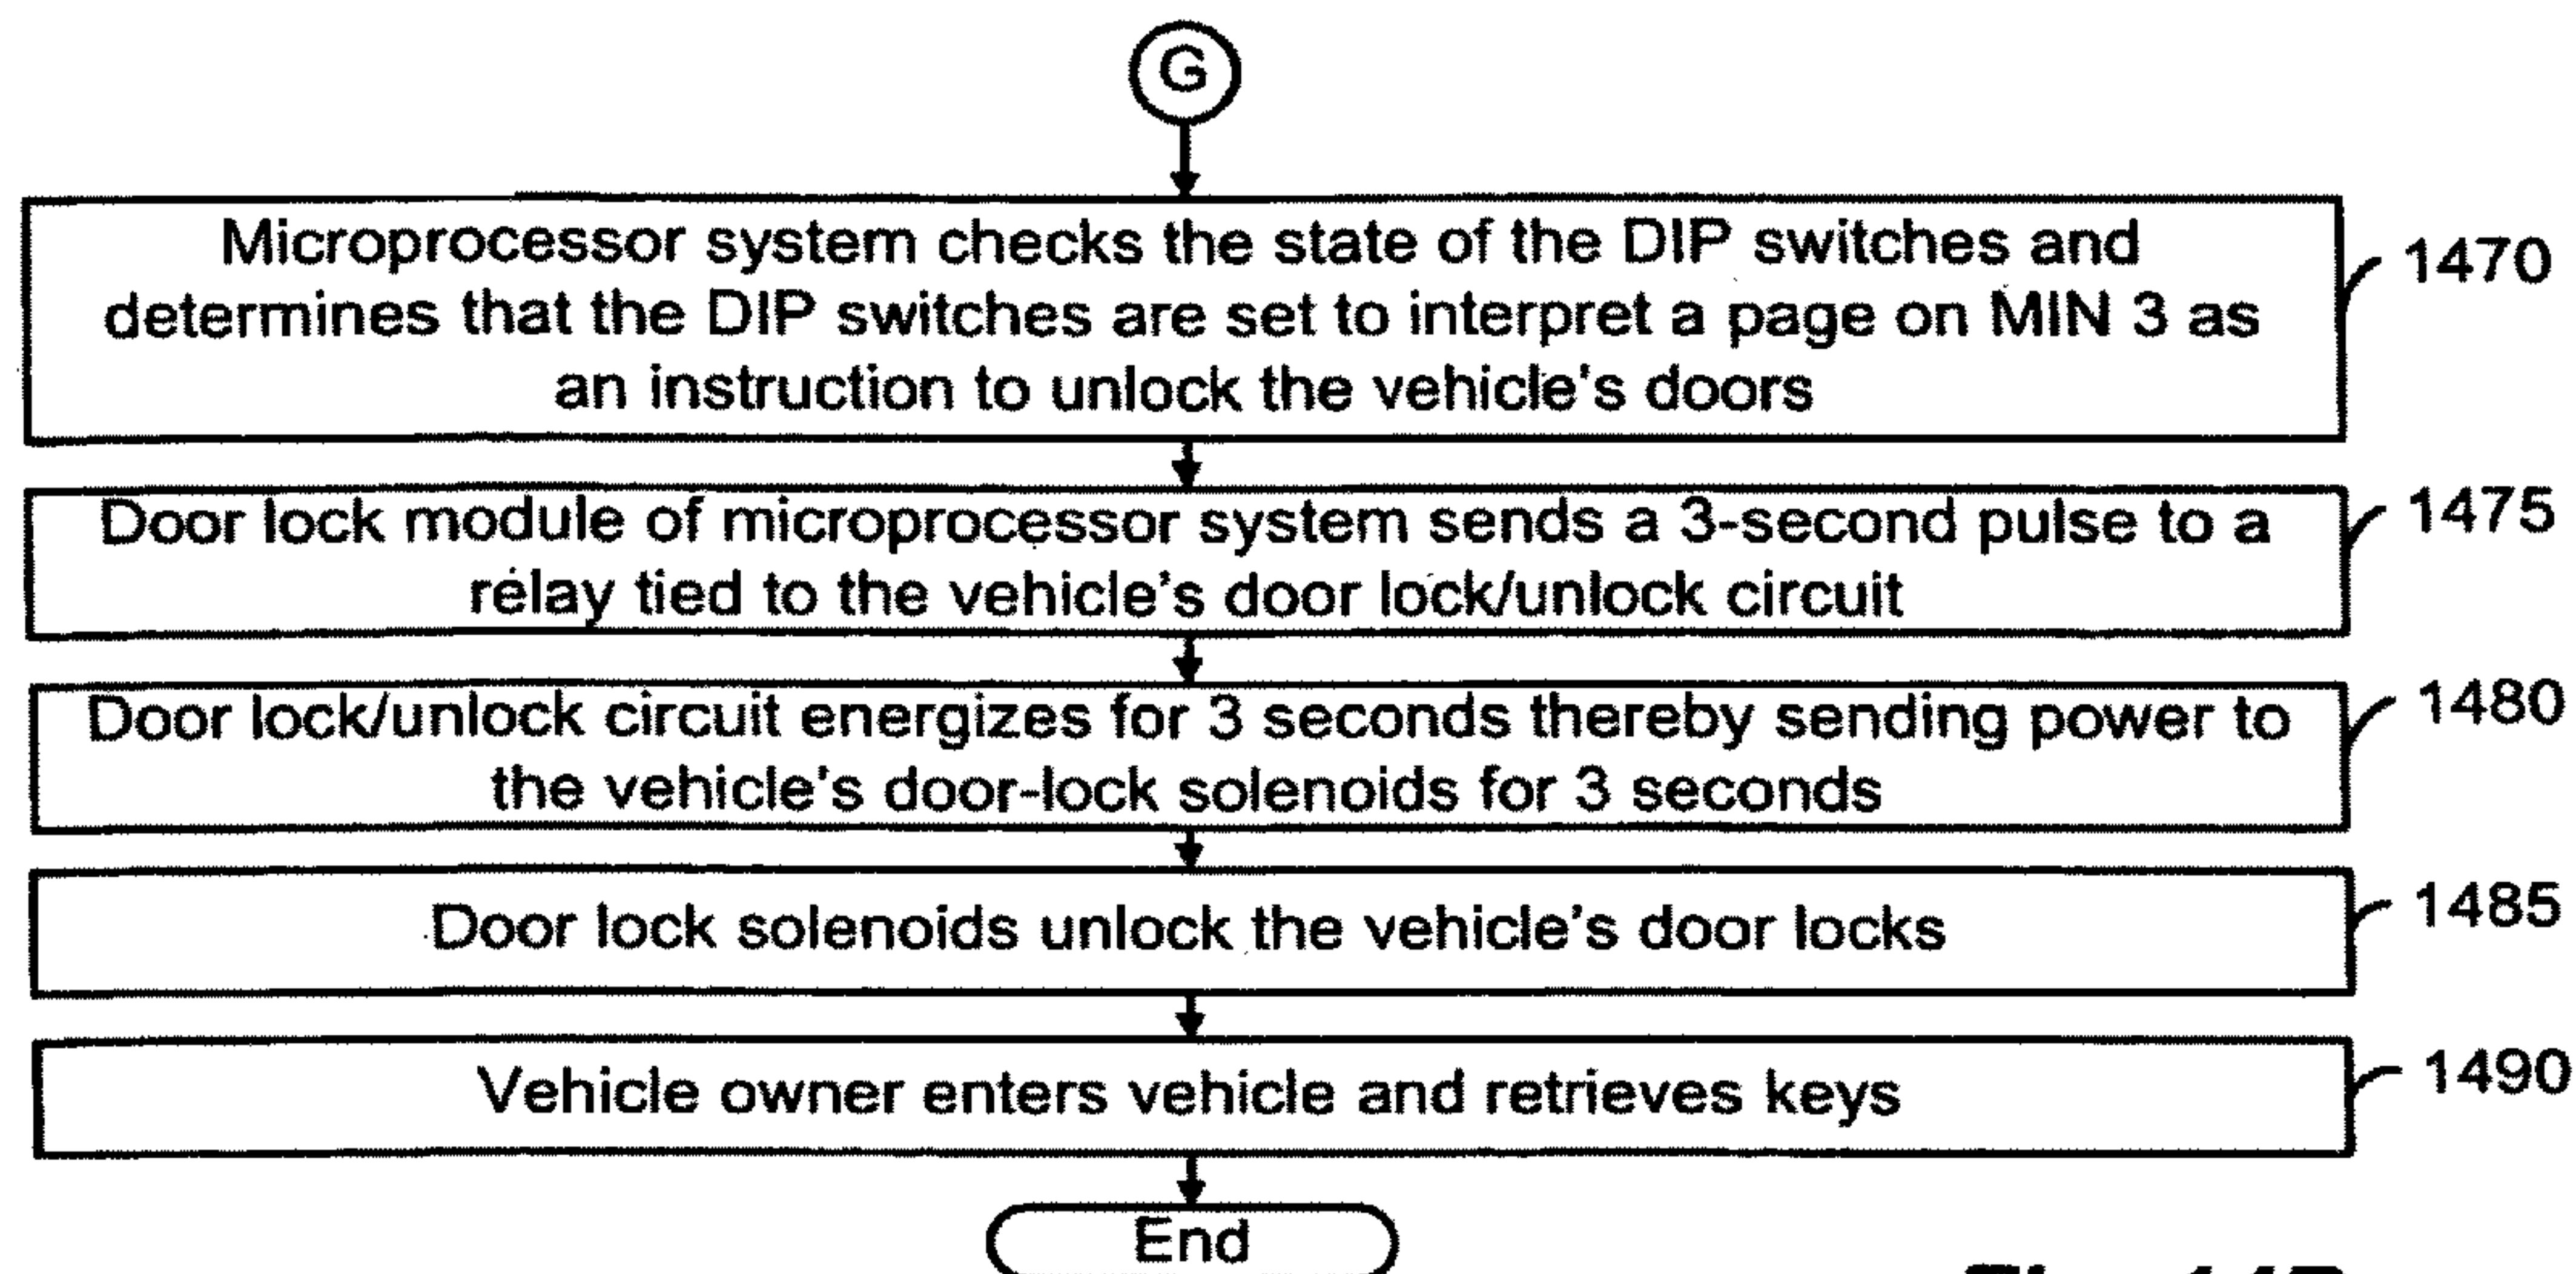 G
Microprocessor system checks the state of the DIP switches and
determines that the DIP switches are set to interpret a page on MIN 3 as
an instruction to unlock the vehicle's doors
1470
Door lock module of microprocessor system sends a 3-second pulse to a
relay tied to the vehicle's door lock/unlock circuit
1475
Door lock/unlock circuit energizes for 3 seconds thereby sending power to
the vehicle's door-lock solenoids for 3 seconds
1480
Door lock solenoids unlock the vehicle's door locks
1485
Vehicle owner enters vehicle and retrieves keys
1490
End